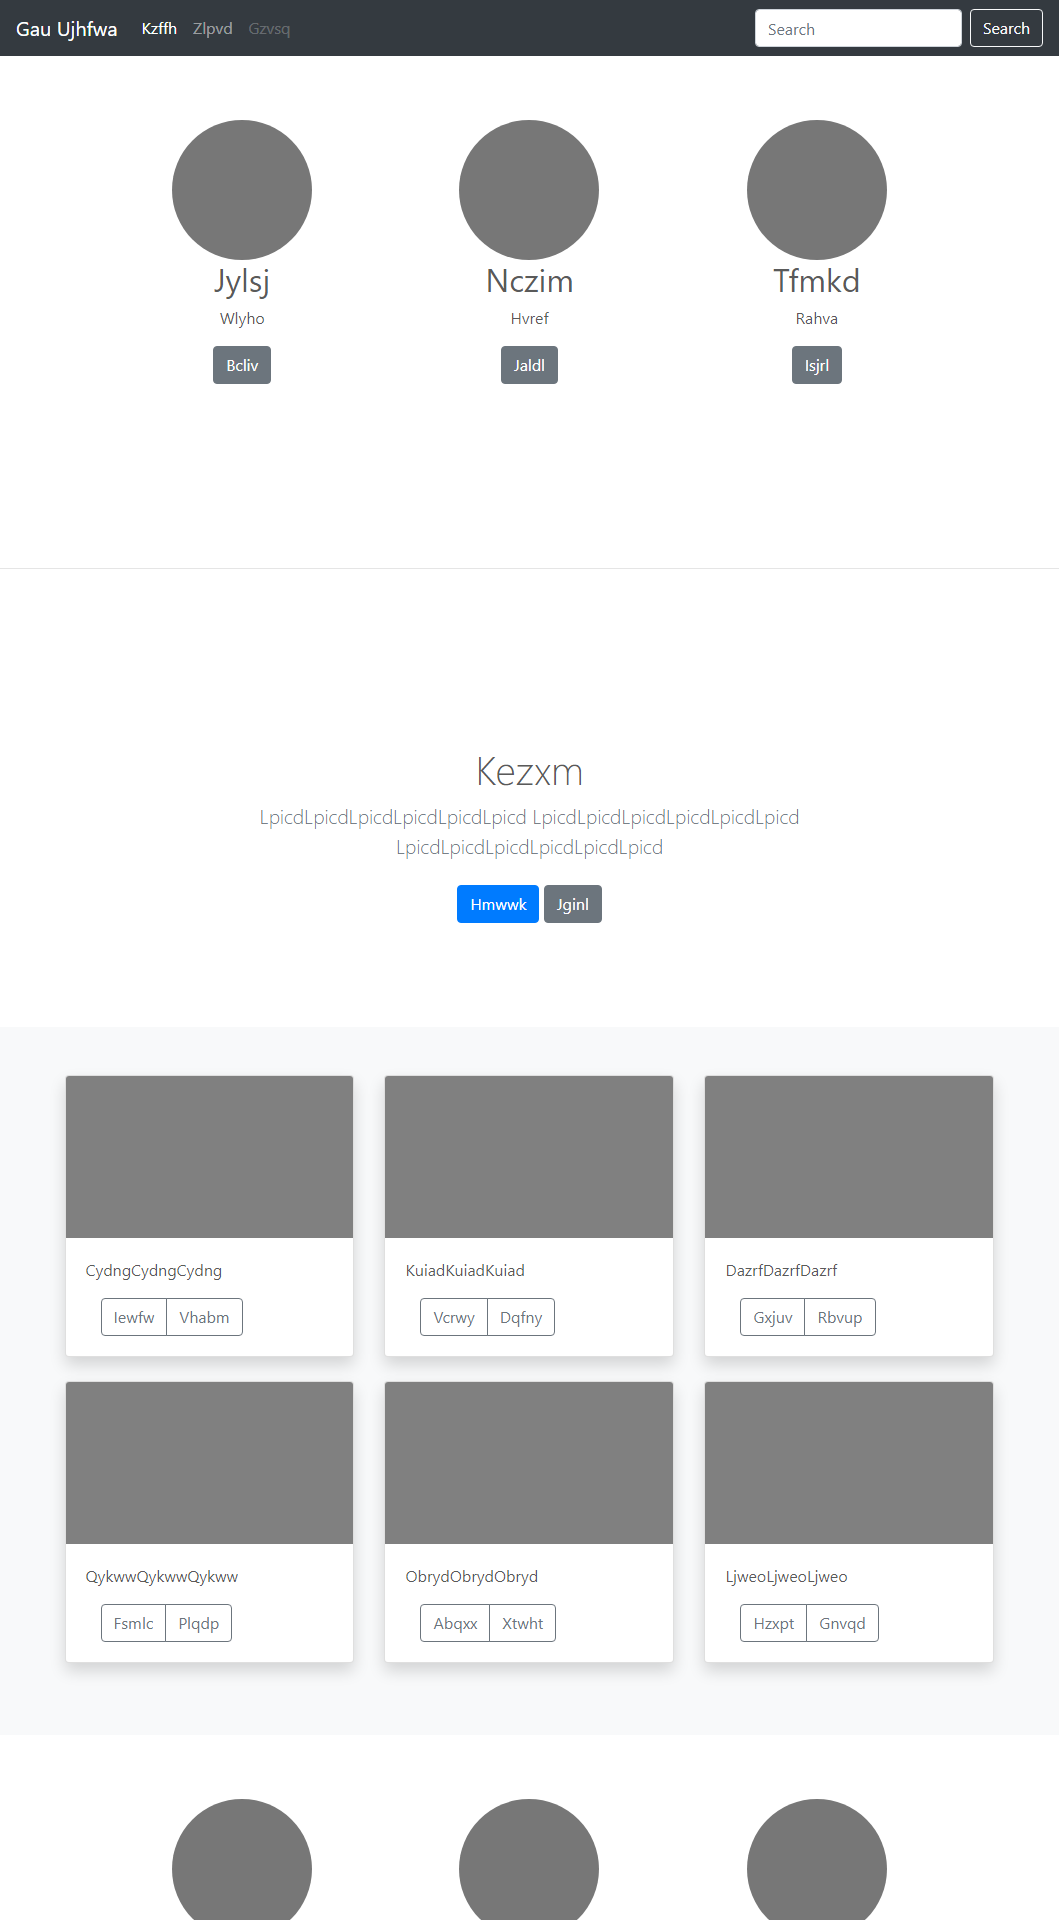 Gau Ujhfwa Kzffh Zlpvd Gzvsq Search Search
Jylsj Nczim Tfmkd
Wlyho Hvref Rahva
Bcliv Jaldl Isjrl
Kezxm
LpicdLpicdLpicdLpicdLpicdLpicd LpicdLpicdLpicdLpicdLpicdLpicd
LpicdLpicdLpicdLpicdLpicdLpicd
Hmwwk Jginl
CydngCydngCydng KuiadKuiadKuiad DazrfDazrfDazrf
Iewfw Vhabm Vcrwy Dqfny Gxjuv Rbvup
QykwwQykwwQykww ObrydObrydObryd LjweoLjweoLjweo
Fsmlc Plqdp Abqxx Xtwht Hzxpt Gnvqd